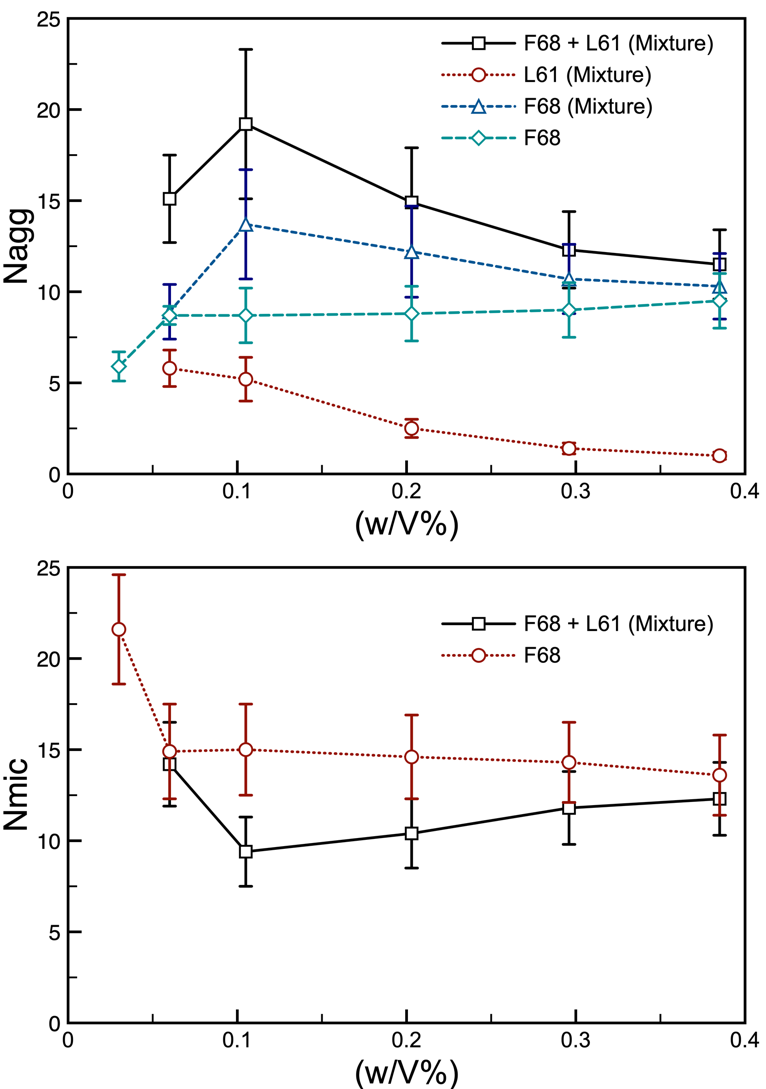 25
20
15
10
5
0
Nagg
F68 + L61 (Mixture)
L61 (Mixture)
F68 (Mixture)
F68
0 0.1 0.2 0.3 0.4
(w/V%)
25
20
15
10
5
0
Nmic
F68 + L61 (Mixture)
F68
0 0.1 0.2 0.3 0.4
(w/V%)